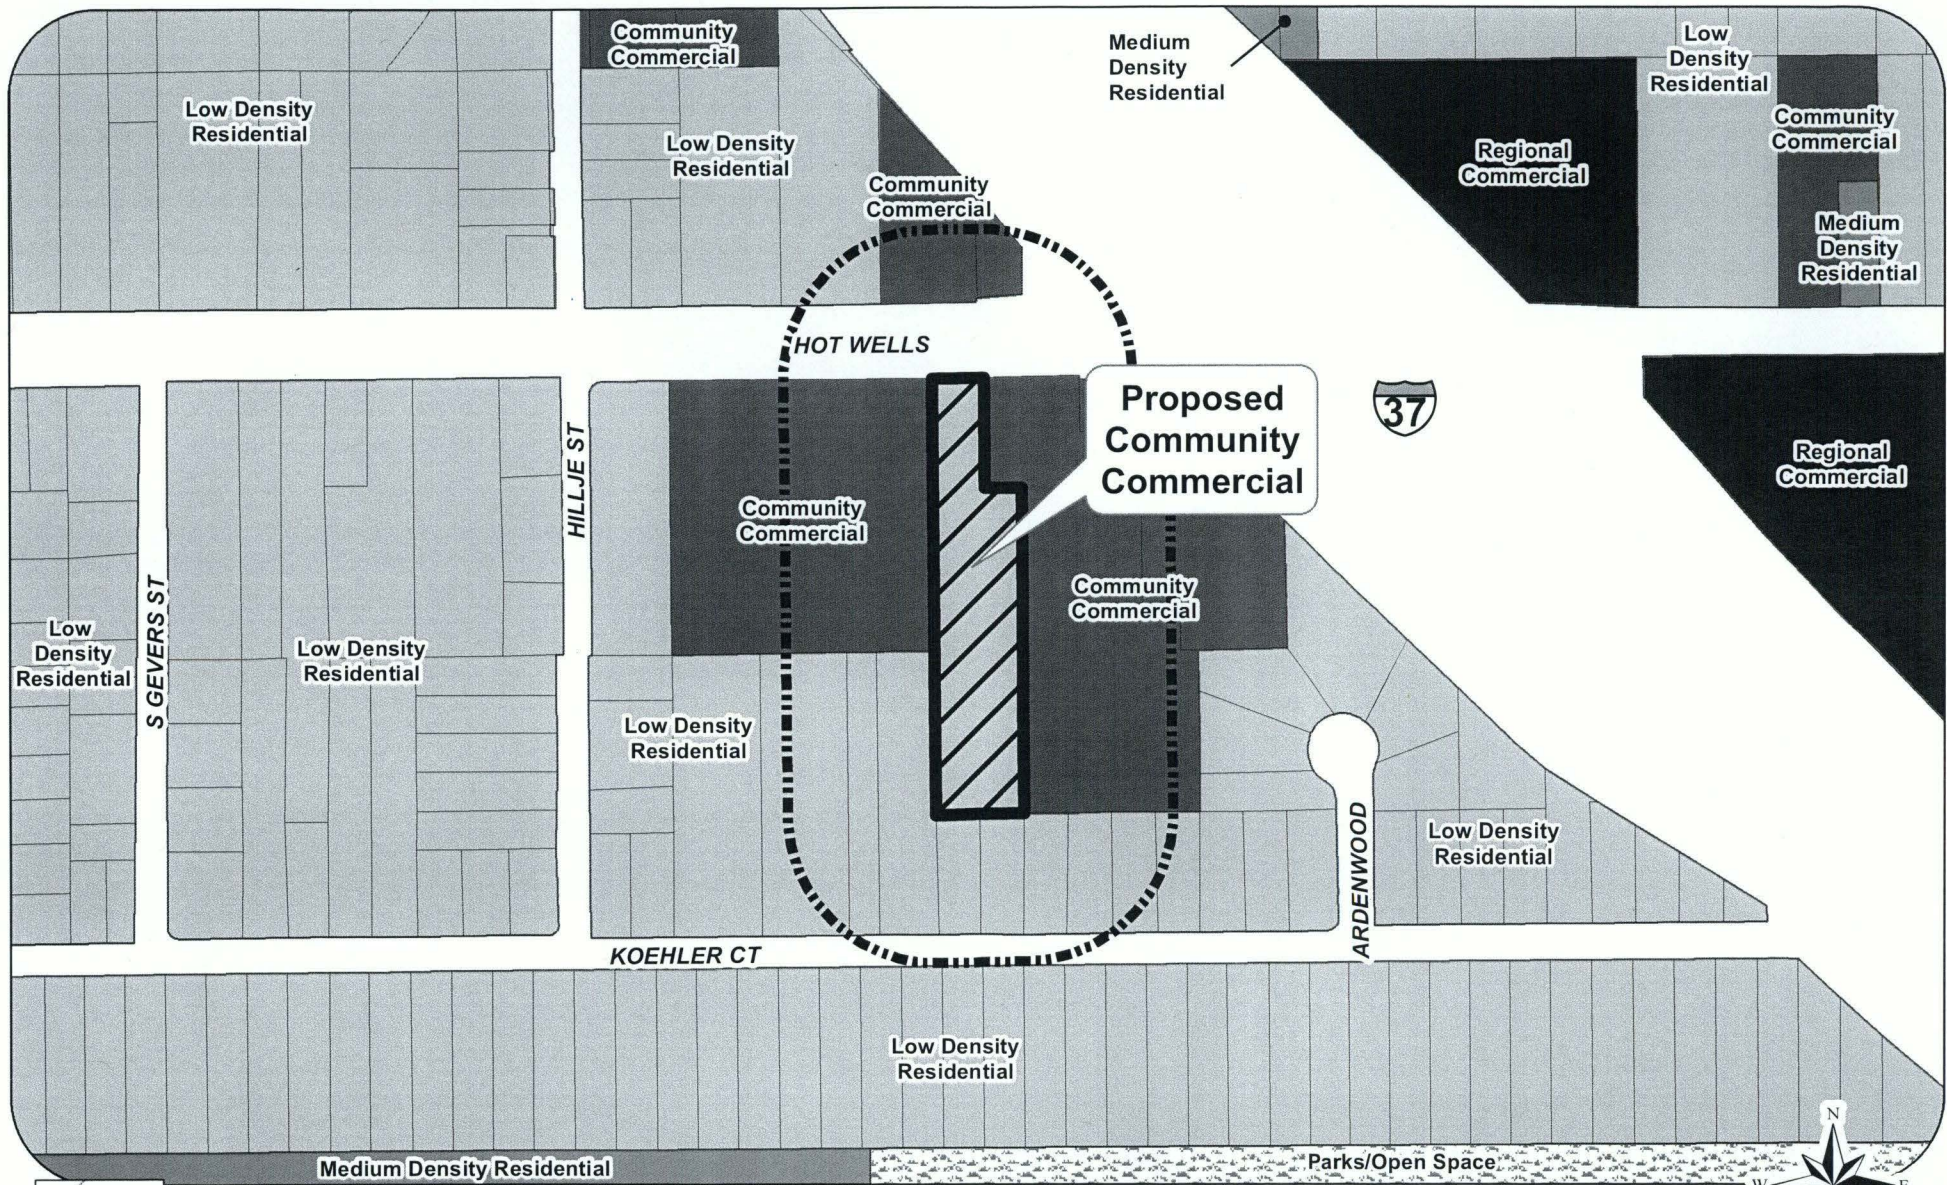 Community
Commercial
Medium
Density
Residential
Low
Density
Residential
Low Density
Residential
Low Density
Residential
Community
Commercial
Regional
Commercial
Community
Commercial
Medium
Density
Residential
HOT WELLS
Proposed
Community
Commercial
37
HILLJE ST
Community
Commercial
Regional
Commercial
S GEVERS ST
Low
Density
Residential
Low Density
Residential
Community
Commercial
Low Density
Residential
ARDENWOOD
Low Density
Residential
KOEHLER CT
Low Density
Residential
N
Medium Density Residential
Parks/Open Space
W
E